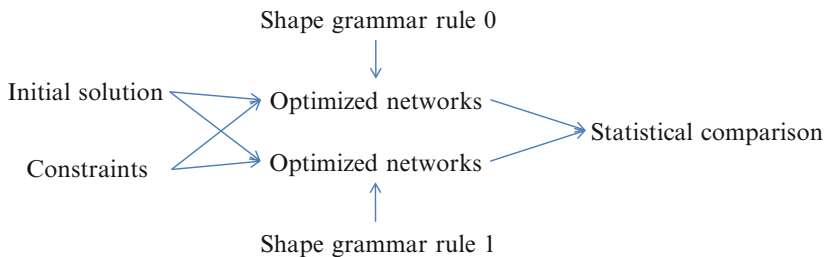 Shape grammar rule 0
Initial solution
Optimized networks
Statistical comparison
Constraints
Optimized networks
Shape grammar rule 1